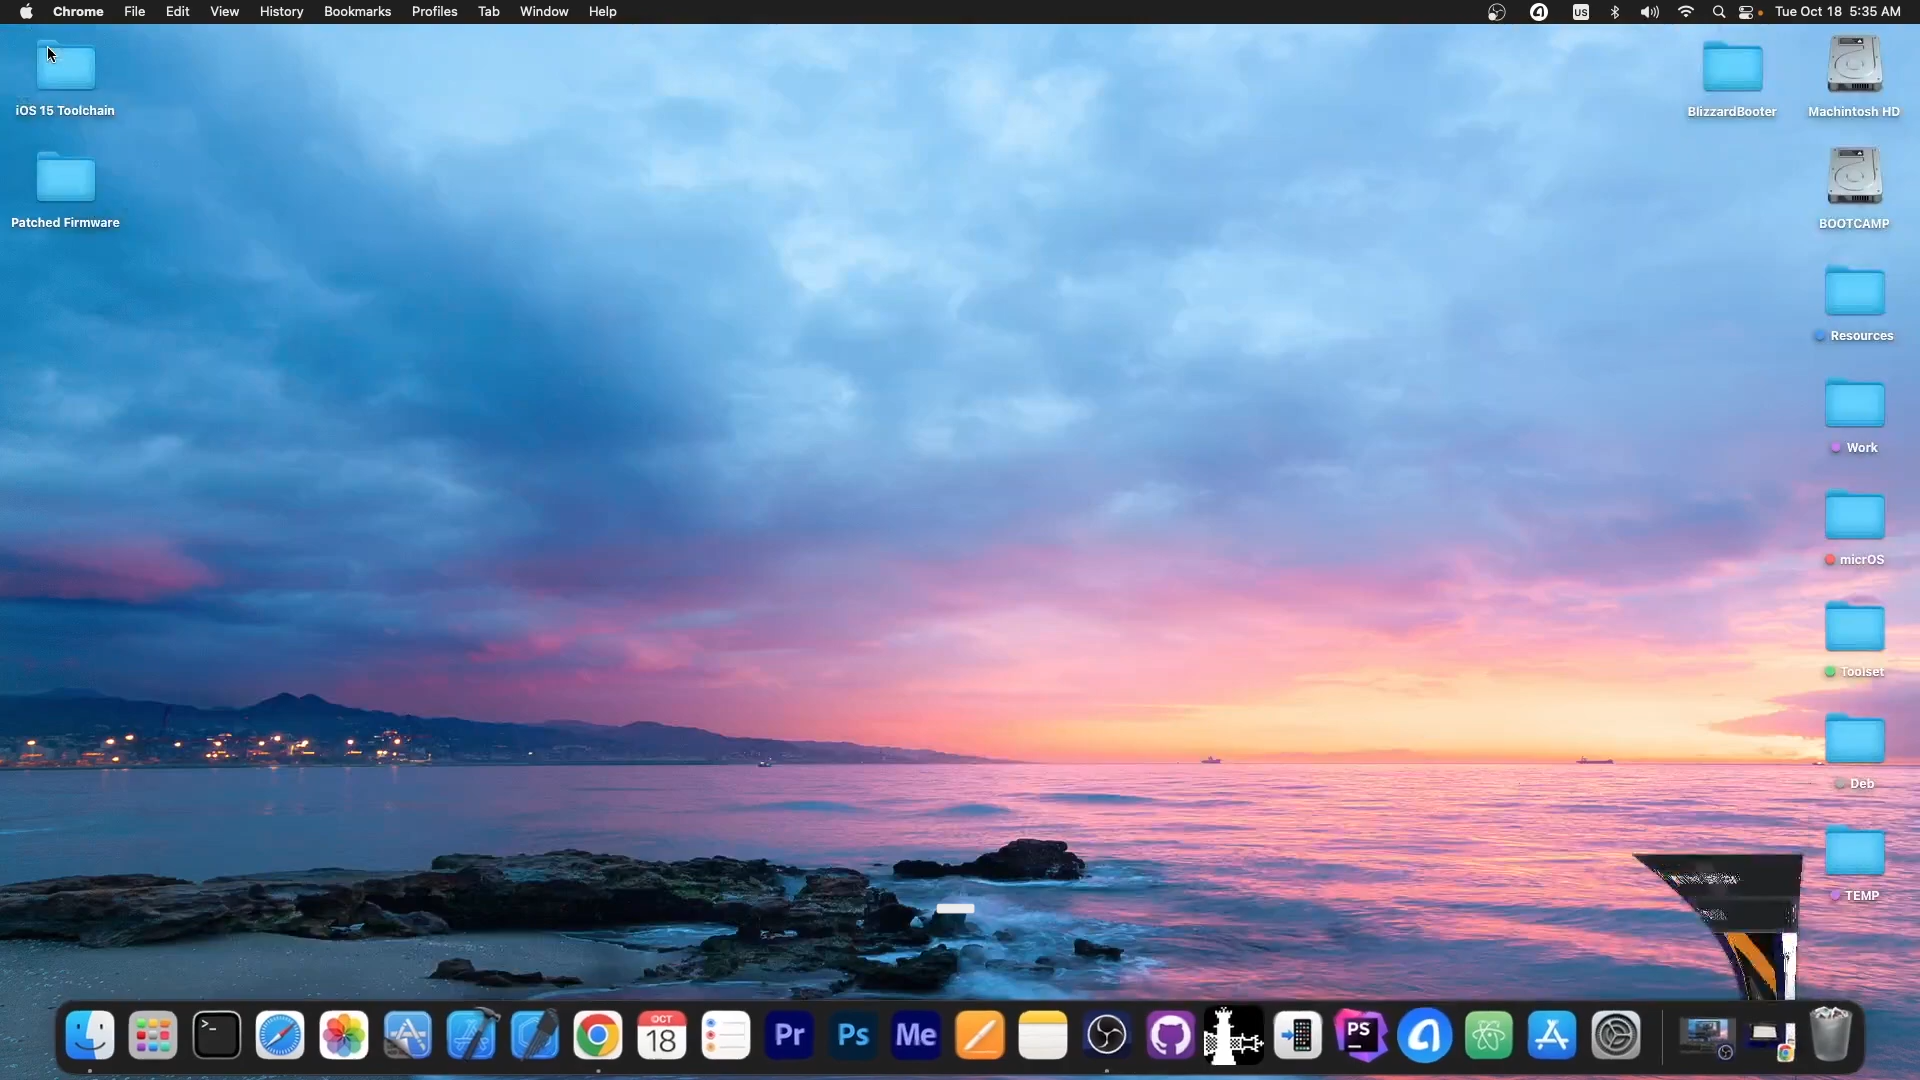 Chrome File Edit View History Bookmarks Profiles Tab Window Help US Tue Oct 18 5:35 AM
iOS 15 Toolchain
BlizzardBooter
Machintosh HD
Patched Firmware
BOOTCAMP
Resources
Work
micrOS
Toolset
Deb
TEMP
>_
OCT
18
Pr
Ps
Me
PS